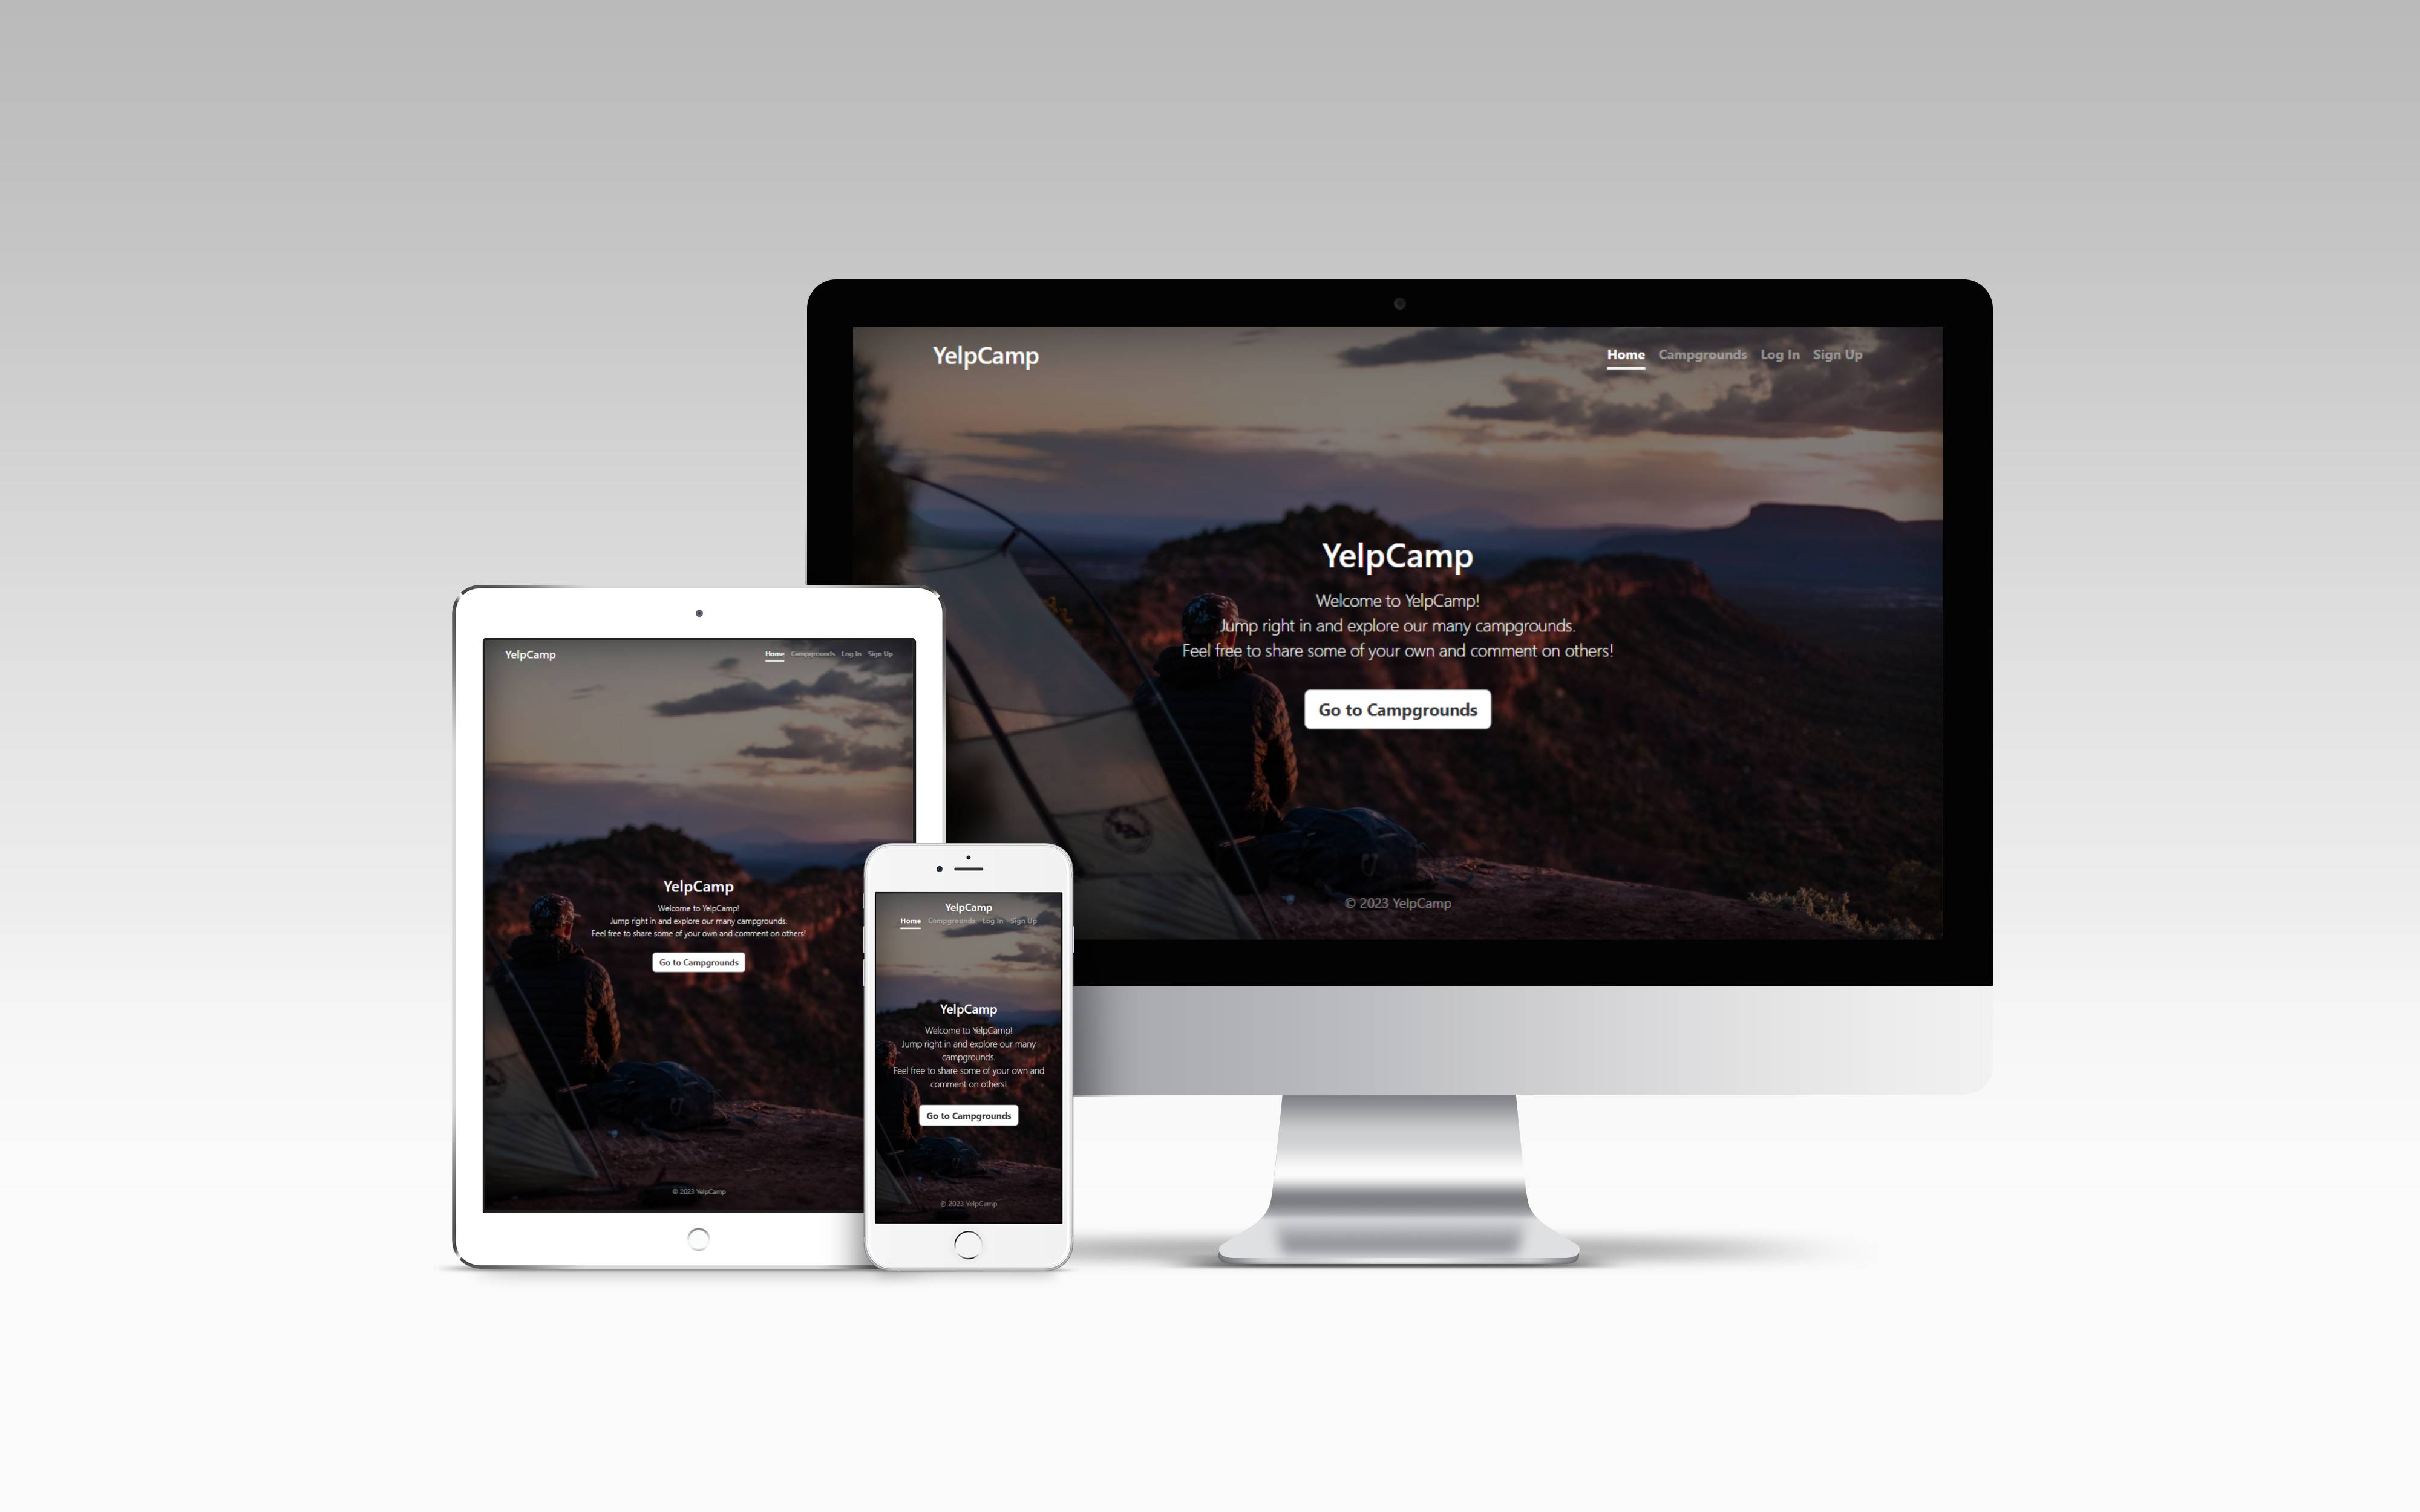 YelpCamp
Home Campgrounds Log In Sign Up
YelpCamp
Welcome to YelpCamp!
Jump right in and explore our many campgrounds.
Feel free to share some of your own and comment on others!
Go to Campgrounds
© 2023 YelpCamp
YelpCamp
Home Campgrounds Log In Sign Up
YelpCamp
Welcome to YelpCamp!
Jump right in and explore our many campgrounds.
Feel free to share some of your own and comment on others!
Go to Campgrounds
© 2023 YelpCamp
YelpCamp
Home Campgrounds Log In Sign Up
YelpCamp
Welcome to YelpCamp!
Jump right in and explore our many
campgrounds.
Feel free to share some of your own and
comment on others!
Go to Campgrounds
© 2023 YelpCamp